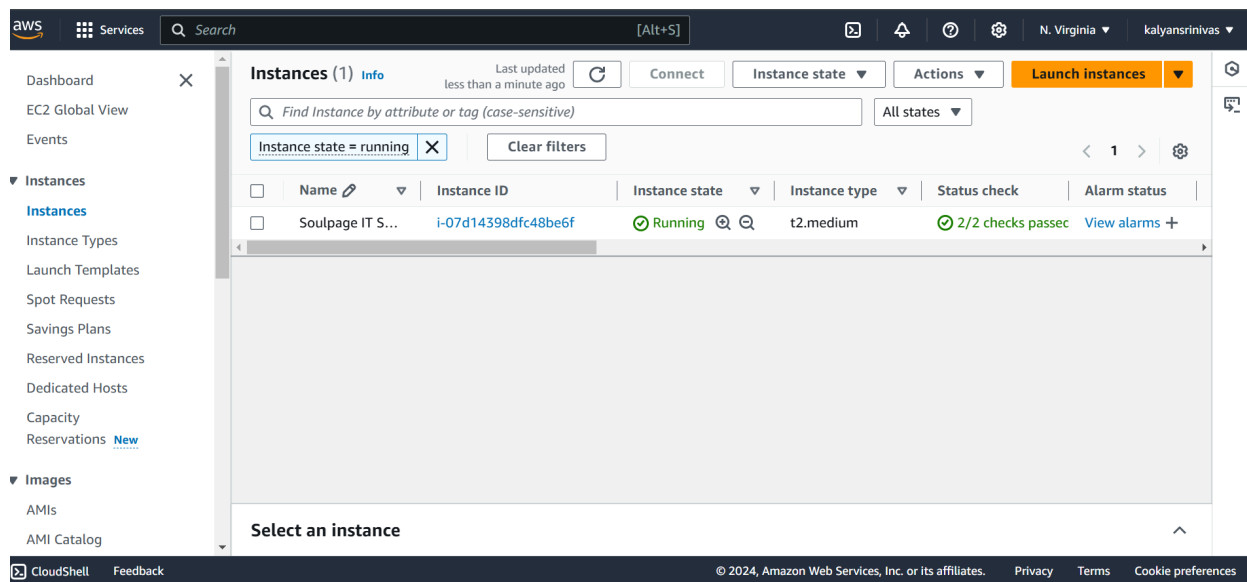 aws Services Search [Alt+S] N. Virginia kalyansrinivas
Dashboard
EC2 Global View
Events
Instances
Instances
Instance Types
Launch Templates
Spot Requests
Savings Plans
Reserved Instances
Dedicated Hosts
Capacity
Reservations New
Images
AMIs
AMI Catalog
Instances (1) Info
Last updated
less than a minute ago
Connect Instance state Actions Launch instances
Find Instance by attribute or tag (case-sensitive) All states
Instance state = running Clear filters
1
Name Instance ID Instance state Instance type Status check Alarm status
Soulpage IT S... i-07d14398dfc48be6f Running t2.medium 2/2 checks passec View alarms
Select an instance
CloudShell Feedback © 2024, Amazon Web Services, Inc. or its affiliates. Privacy Terms Cookie preferences